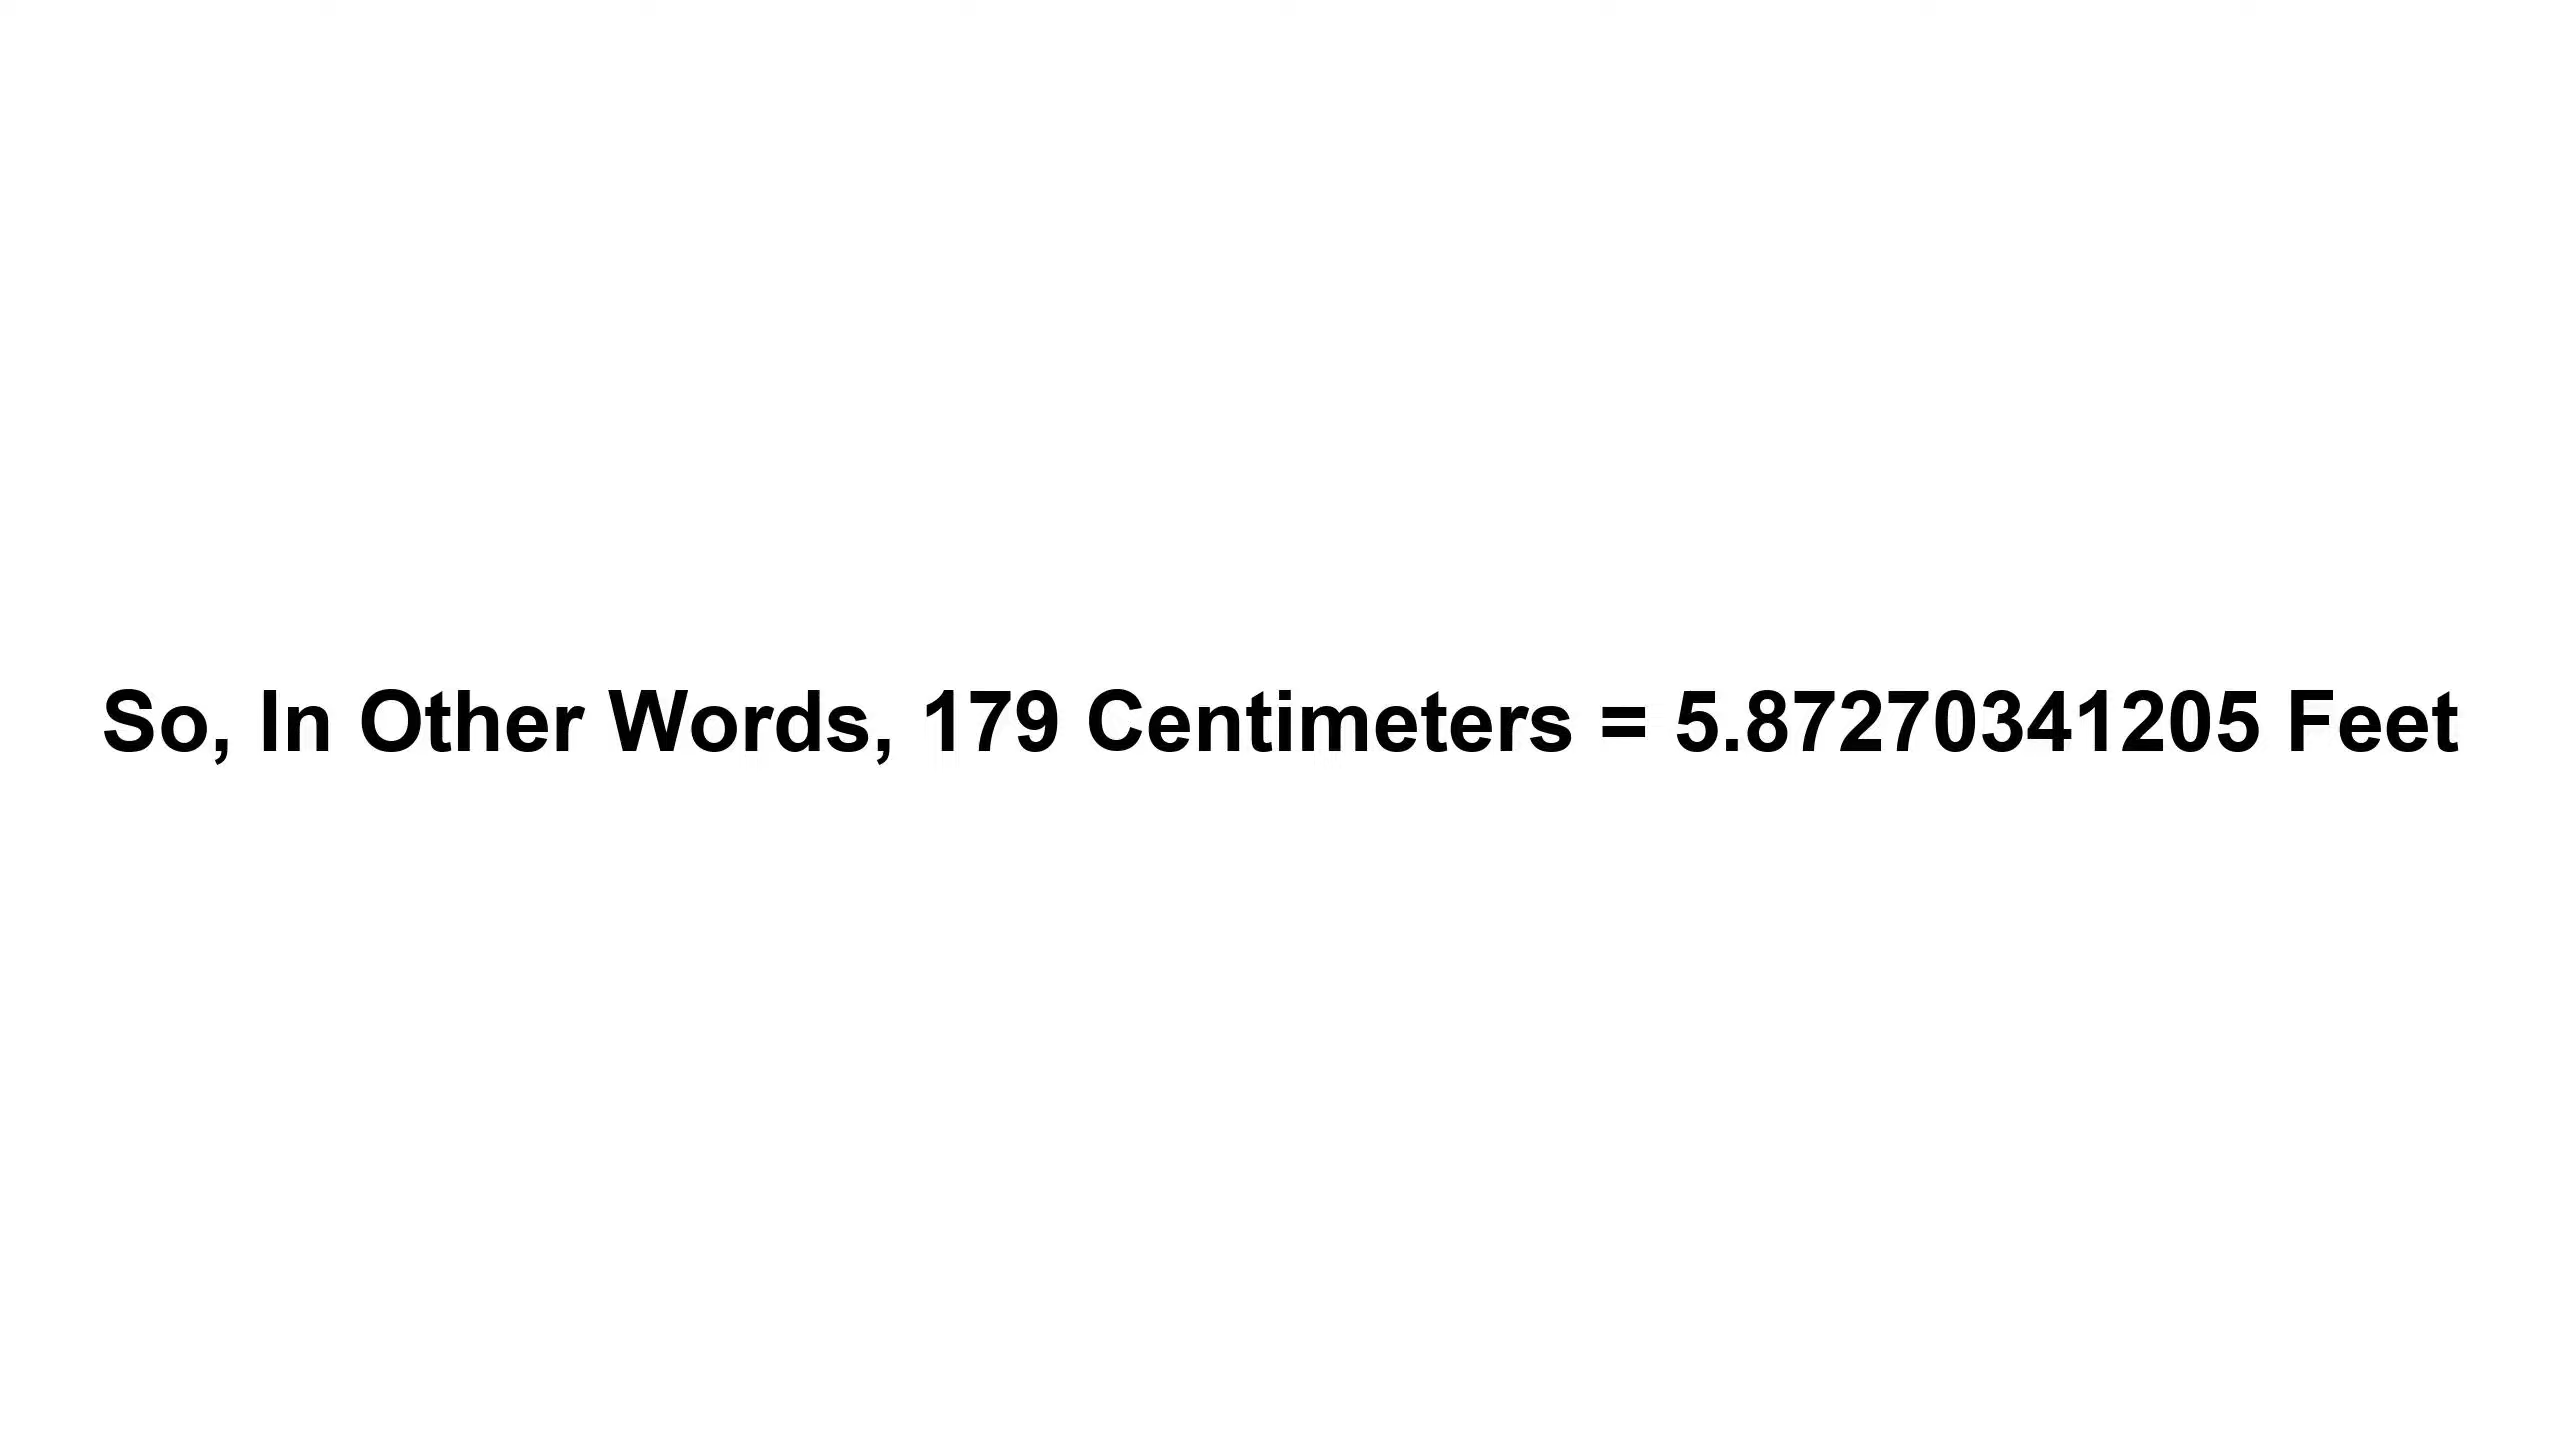 So, In Other Words, 179 Centimeters = 5.87270341205 Feet